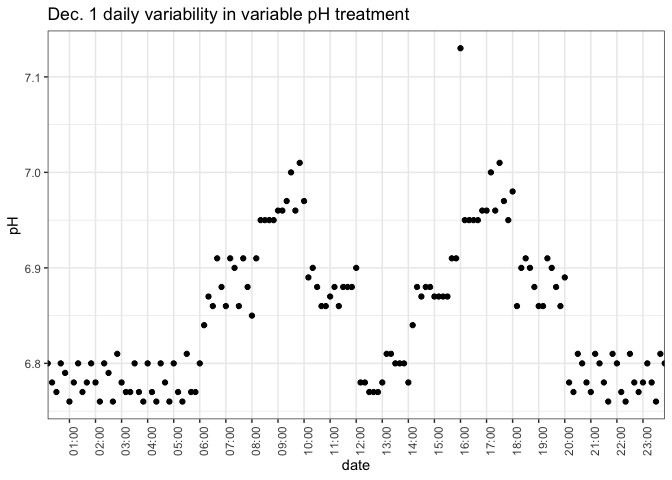 Dec. 1 daily variability in variable pH treatment
7.1
7.0
6.9
6.8
pH
01:00 02:00 03:00 04:00 05:00 06:00 07:00 08:00 09:00 10:00 11:00 12:00 13:00 14:00 15:00 16:00 17:00 18:00 19:00 20:00 21:00 22:00 23:00
date